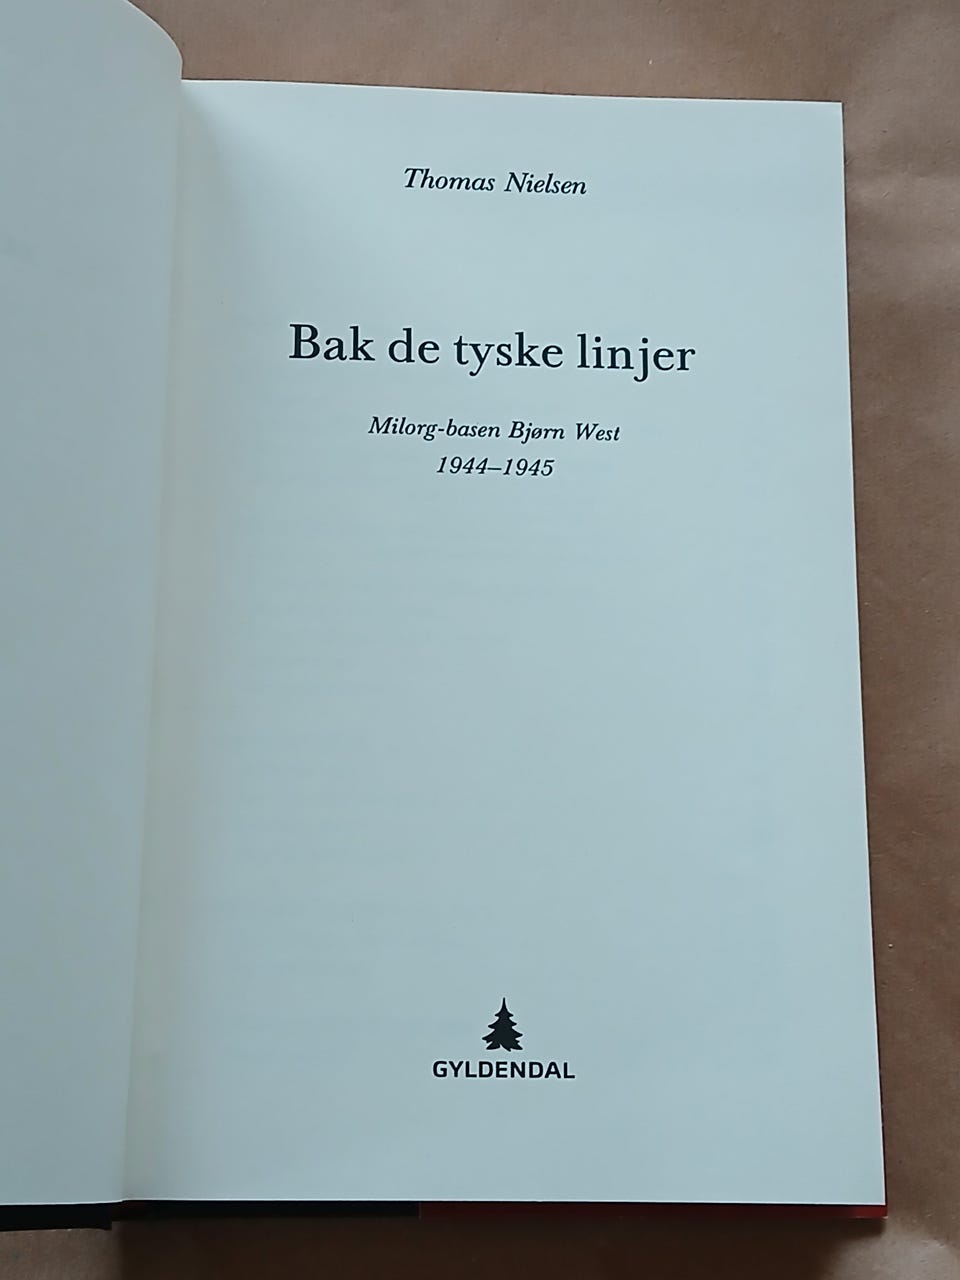 Thomas Nielsen
Bak de tyske linjer
Milorg-basen Bjørn West
1944–1945
GYLDENDAL